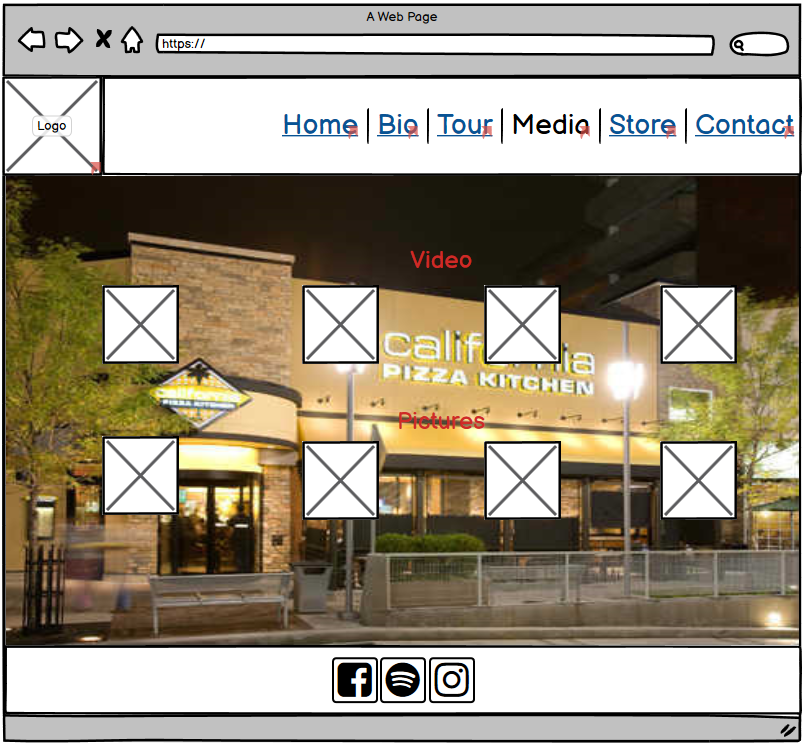 A Web Page
https://
Logo
Home | Bio | Tour | Media | Store | Contact
Video
california
PIZZA KITCHEN
california
PIZZA KITCHEN
Pictures